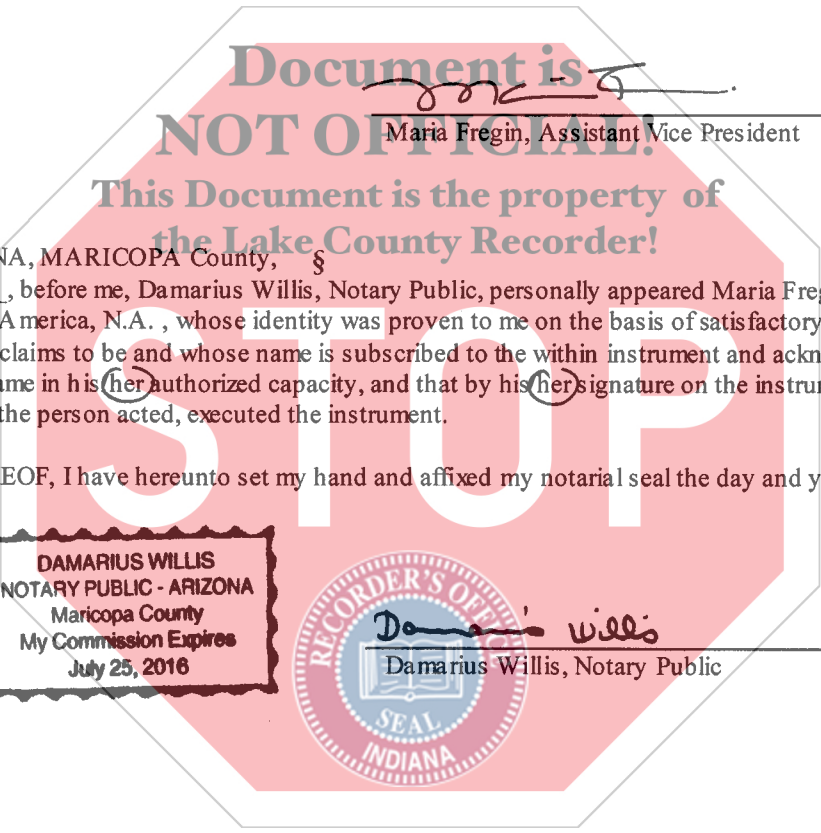 Document is
NOT OFFICIAL!
Maria Fregin, Assistant Vice President
This Document is the property of
the Lake County Recorder!
NA, MARICOPA County, §
_, before me, Damarius Willis, Notary Public, personally appeared Maria Freg
America, N.A. , whose identity was proven to me on the basis of satisfactory
claims to be and whose name is subscribed to the within instrument and ackn
ame in his/her authorized capacity, and that by his/her signature on the instru
the person acted, executed the instrument.
EOF, I have hereunto set my hand and affixed my notarial seal the day and y
STOP
DAMARIUS WILLIS
NOTARY PUBLIC - ARIZONA
Maricopa County
My Commission Expires
July 25, 2016
Damarius Willis
Damarius Willis, Notary Public
RECORDER'S OFFICE
SEAL
INDIANA